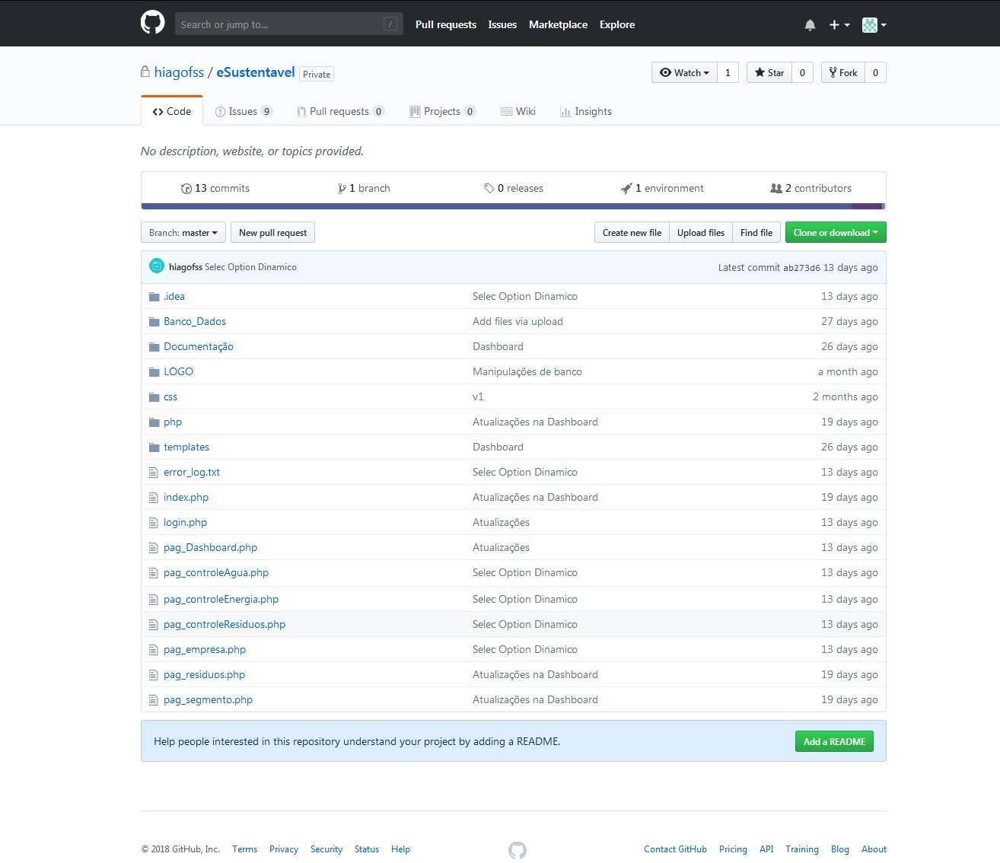 Search or jump to... / Pull requests Issues Marketplace Explore
hiagofss / eSustentavel Private Watch 1 Star 0 Fork 0
Code Issues 9 Pull requests 0 Projects 0 Wiki Insights
No description, website, or topics provided.
13 commits 1 branch 0 releases 1 environment 2 contributors
Branch: master New pull request Create new file Upload files Find file Clone or download
hiagofss Selec Option Dinamico Latest commit ab273d6 13 days ago
.idea Selec Option Dinamico 13 days ago
Banco_Dados Add files via upload 27 days ago
Documentação Dashboard 26 days ago
LOGO Manipulações de banco a month ago
css v1 2 months ago
php Atualizações na Dashboard 19 days ago
templates Dashboard 26 days ago
error_log.txt Selec Option Dinamico 13 days ago
index.php Atualizações na Dashboard 19 days ago
login.php Atualizações 13 days ago
pag_Dashboard.php Atualizações 13 days ago
pag_controleAgua.php Selec Option Dinamico 13 days ago
pag_controleEnergia.php Selec Option Dinamico 13 days ago
pag_controleResiduos.php Selec Option Dinamico 13 days ago
pag_empresa.php Selec Option Dinamico 13 days ago
pag_residuos.php Atualizações na Dashboard 19 days ago
pag_segmento.php Atualizações na Dashboard 19 days ago
Help people interested in this repository understand your project by adding a README. Add a README
© 2018 GitHub, Inc. Terms Privacy Security Status Help Contact GitHub Pricing API Training Blog About